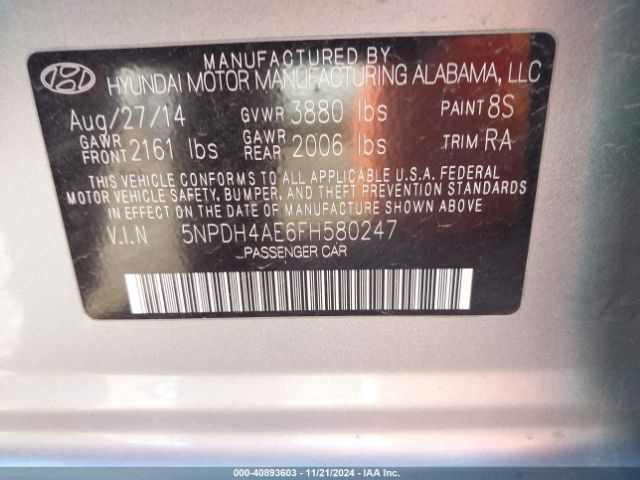 MANUFACTURED BY
HYUNDAI MOTOR MANUFACTURING ALABAMA, LLC
Aug/27/14 GVWR 3880 lbs PAINT 8S
GAWR FRONT 2161 lbs GAWR REAR 2006 lbs TRIM RA
THIS VEHICLE CONFORMS TO ALL APPLICABLE U.S.A. FEDERAL
MOTOR VEHICLE SAFETY, BUMPER, AND THEFT PREVENTION STANDARDS
IN EFFECT ON THE DATE OF MANUFACTURE SHOWN ABOVE
V.I.N 5NPDH4AE6FH580247
PASSENGER CAR
000-40893603 - 11/21/2024 - IAA Inc.